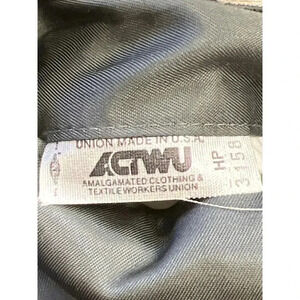 UNION MADE IN U.S.A.
ACTWU
AMALGAMATED CLOTHING &
TEXTILE WORKERS UNION
HP
3158